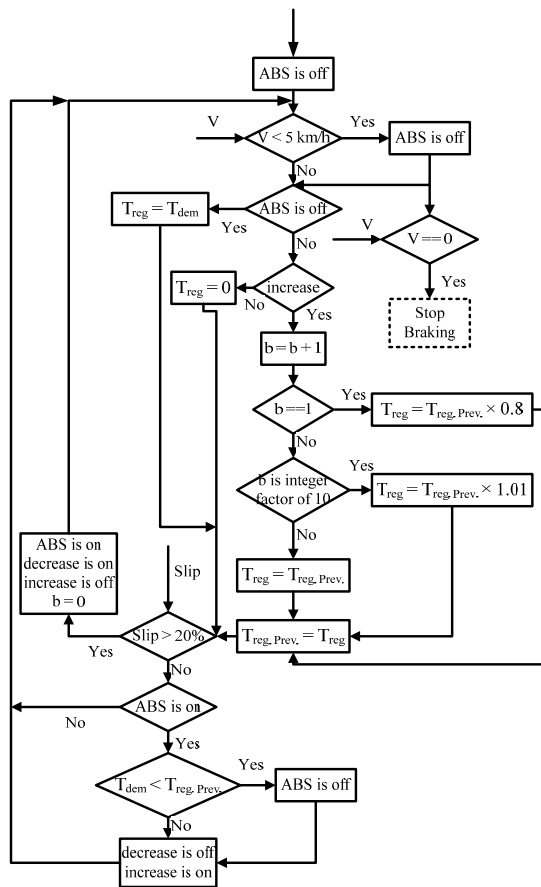 ABS is off
V
V < 5 km/h
Yes
ABS is off
No
T_reg = T_dem
Yes
ABS is off
V
V == 0
No
T_reg = 0
No
increase
Yes
Yes
Stop
Braking
b = b + 1
b==1
Yes
T_reg = T_reg. Prev. × 0.8
No
b is integer
factor of 10
Yes
T_reg = T_reg. Prev. × 1.01
No
ABS is on
decrease is on
increase is off
b = 0
Slip
T_reg = T_reg. Prev.
Yes
Slip > 20%
T_reg. Prev. = T_reg
No
No
ABS is on
Yes
T_dem < T_reg. Prev.
Yes
ABS is off
No
decrease is off
increase is on